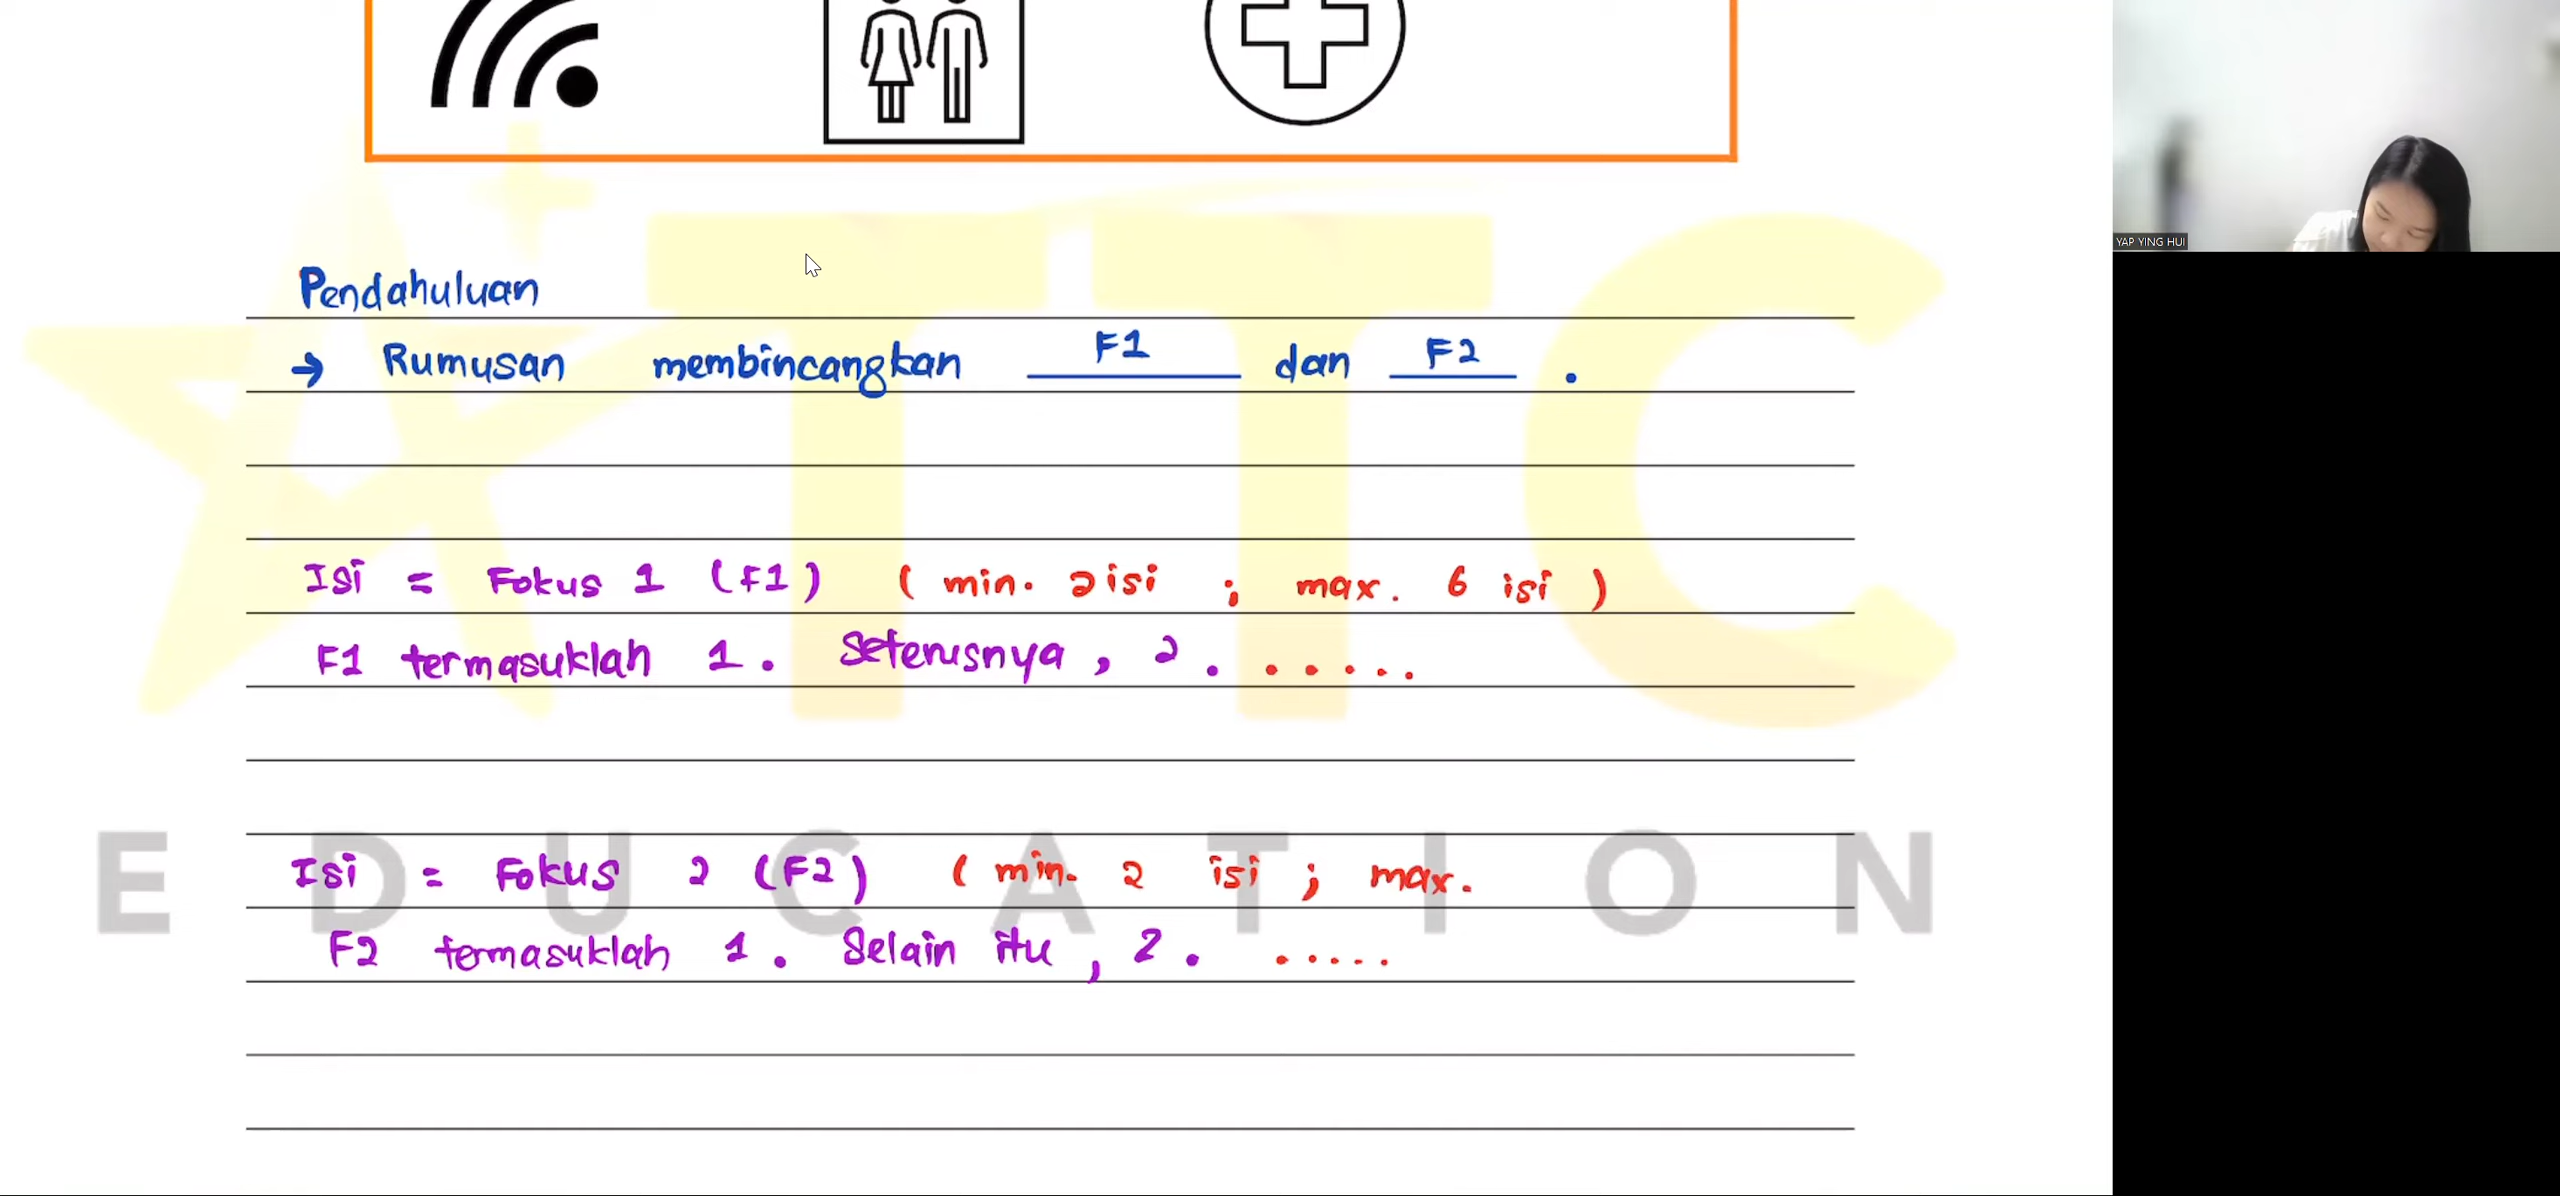 YAP YING HUI
Pendahuluan
→ Rumusan membincangkan F1 dan F2 .
Isi = Fokus 1 (F1) ( min. 2 isi ; max. 6 isi )
F1 termasuklah 1. Seterusnya, 2. .....
Isi = Fokus 2 (F2) ( min. 2 isi ; max.
F2 termasuklah 1. Selain itu, 2. .....
TTC
EDUCATION